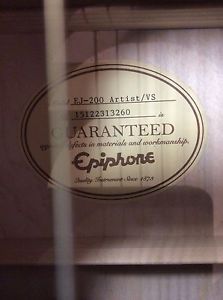 EJ-200 Artist/VS
15122313260
is
GUARANTEED
defects in materials and workmanship.
Epiphone
Quality Instruments Since 1873